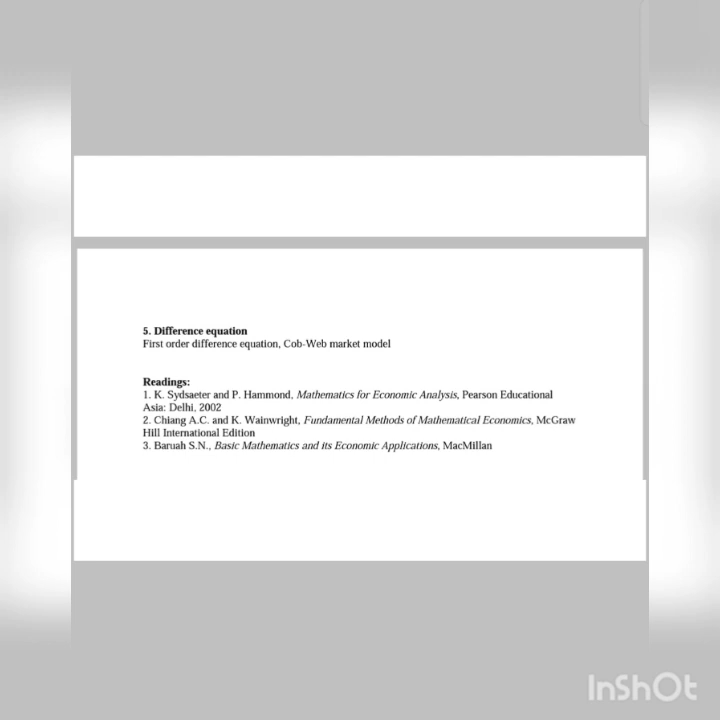 5. Difference equation
First order difference equation, Cob-Web market model
Readings:
1. K. Sydsaeter and P. Hammond, Mathematics for Economic Analysis, Pearson Educational
Asia: Delhi, 2002
2. Chiang A.C. and K. Wainwright, Fundamental Methods of Mathematical Economics, McGraw
Hill International Edition
3. Baruah S.N., Basic Mathematics and its Economic Applications, MacMillan
InShOt